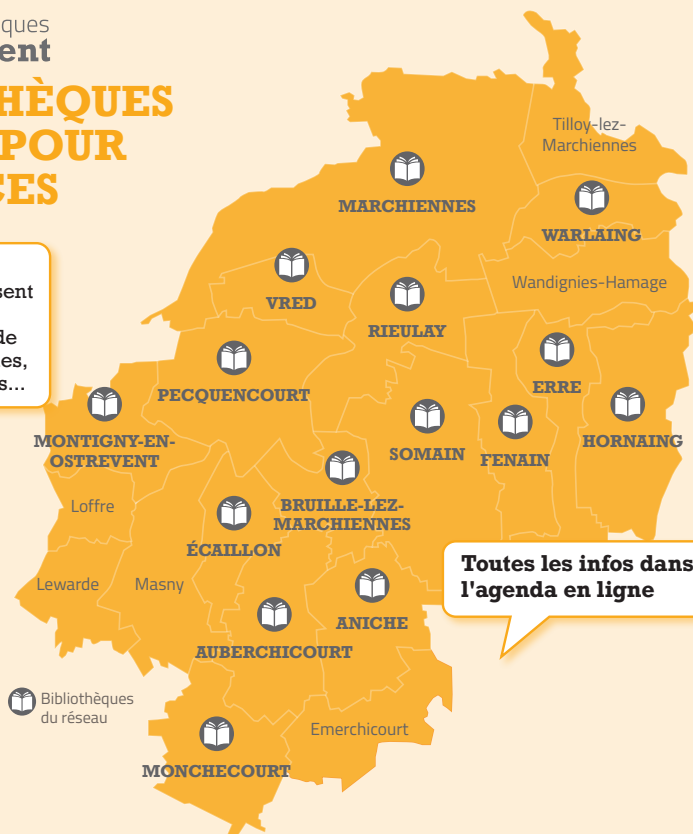 ques
ent
HÈQUES
POUR
CES
sent
de
es,
s...
Tilloy-lez-
Marchiennes
MARCHIENNES
WARLAING
Wandignies-Hamage
VRED
RIEULAY
ERRE
PECQUENCOURT
MONTIGNY-EN-
OSTREVENT
SOMAIN
FENAIN
HORNAING
Loffre
BRUILLE-LEZ-
MARCHIENNES
ÉCAILLON
Toutes les infos dans
l'agenda en ligne
Lewarde
Masny
ANICHE
AUBERCHICOURT
Bibliothèques
du réseau
Emerchicourt
MONCHECOURT